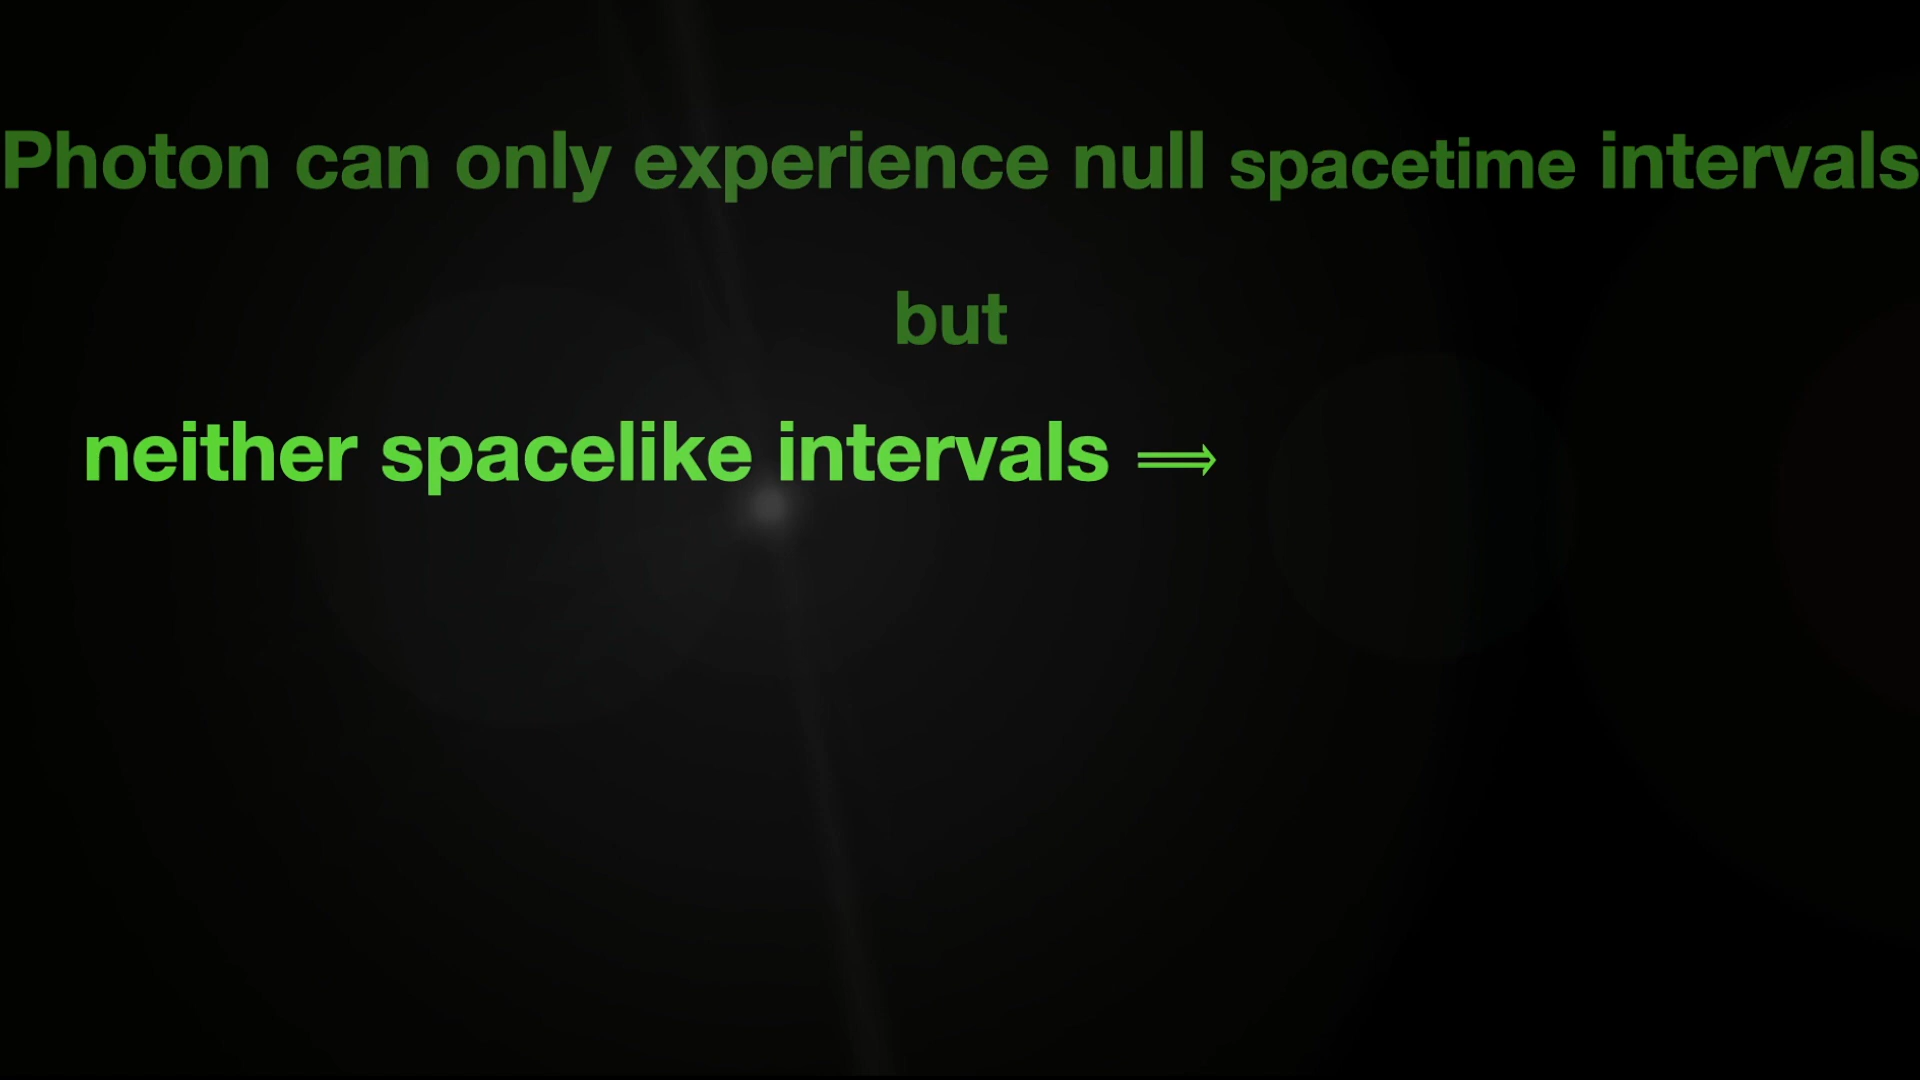 Photon can only experience null spacetime intervals
but
neither spacelike intervals ⟹